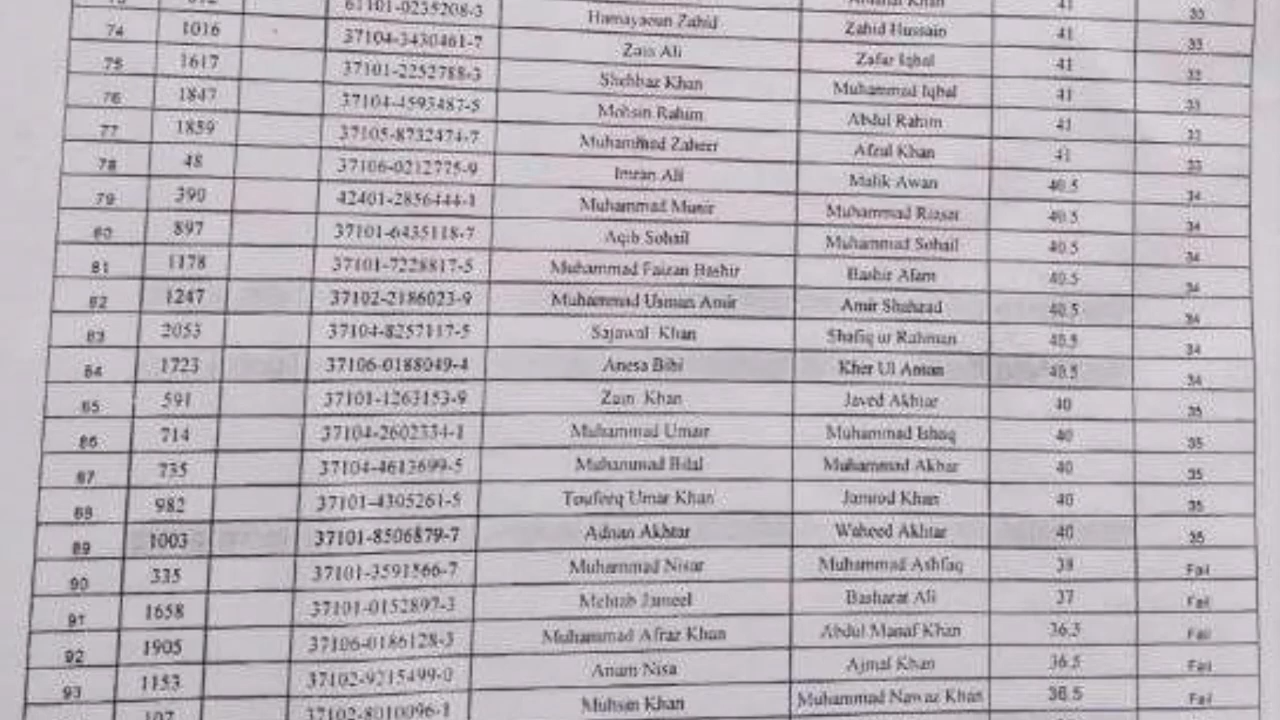 61101-0235208-3 Hamayaoun Zahid Zahid Hussain 41 33
74 1016 37104-3430461-7 Zain Ali Zafar Iqbal 41 33
75 1617 37101-2252788-3 Shehbaz Khan Muhammad Iqbal 41 33
76 1847 37104-4593487-5 Mohsin Rahim Abdul Rahim 41 33
77 1859 37105-8732474-7 Muhammad Zaheer Afzal Khan 41 33
78 48 37106-0212775-9 Imran Ali Malik Awan 40.5 34
79 390 42401-2856444-1 Muhammad Munir Muhammad Riasat 40.5 34
80 897 37101-6435118-7 Aqib Sohail Muhammad Sohail 40.5 34
81 1178 37101-7228817-5 Muhammad Faizan Bashir Bashir Alam 40.5 34
82 1247 37102-2186023-9 Muhammad Usman Amir Amir Shahzad 40.5 34
83 2053 37104-8257117-5 Sajawal Khan Shafiq ur Rahman 40.5 34
84 1723 37106-0188049-4 Anesa Bibi Kher Ul Aman 40.5 34
85 591 37101-1263153-9 Zain Khan Javed Akhtar 40 35
86 714 37104-2602334-1 Muhammad Umair Muhammad Ishaq 40 35
87 735 37104-4613699-5 Muhammad Bilal Muhammad Akbar 40 35
88 982 37101-4305261-5 Toufeeq Umar Khan Jamrod Khan 40 35
89 1003 37101-8506879-7 Adnan Akhtar Waheed Akhtar 40 35
90 335 37101-3591566-7 Muhammad Nisar Muhammad Ashfaq 38 Fail
91 1658 37101-0152897-3 Mehtab Jameel Basharat Ali 37 Fail
92 1905 37106-0186128-3 Muhammad Afraz Khan Abdul Manaf Khan 36.5 Fail
93 1153 37102-9215499-0 Anam Nisa Ajmal Khan 36.5 Fail
107 37102-8010096-1 Muhsin Khan Muhammad Nawaz Khan 36.5 Fail